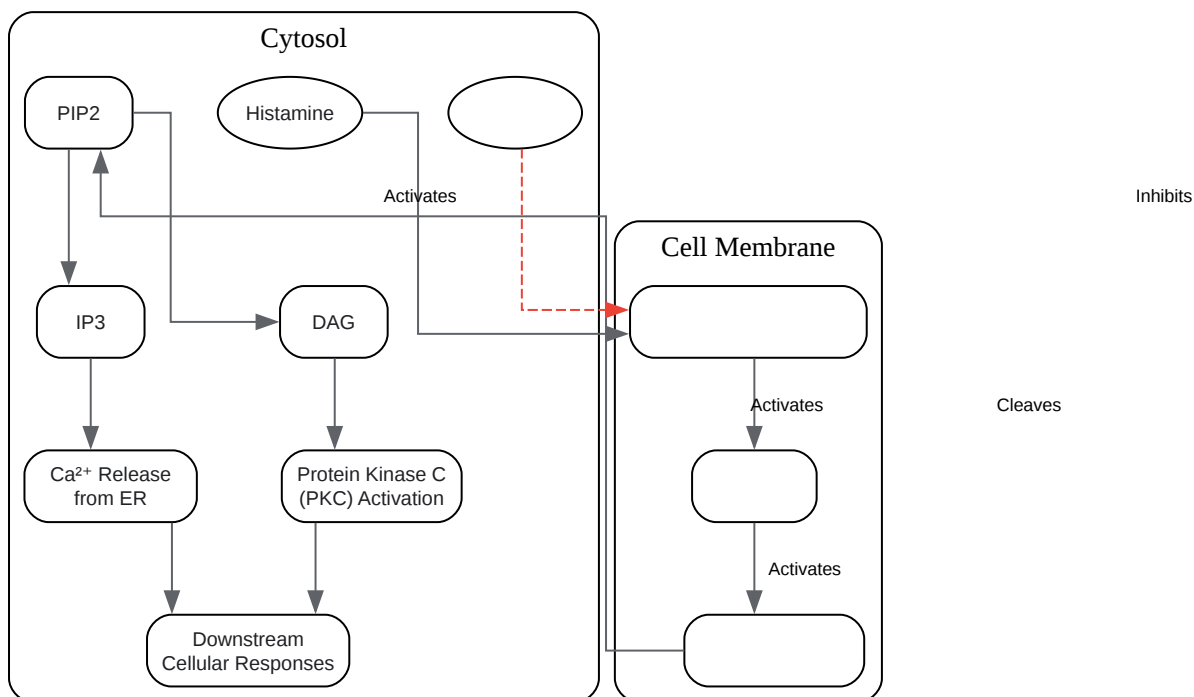 Cytosol
PIP2
Histamine
Activates
Inhibits
Cell Membrane
IP3
DAG
Activates
Cleaves
Ca²⁺ Release
from ER
Protein Kinase C
(PKC) Activation
Activates
Downstream
Cellular Responses